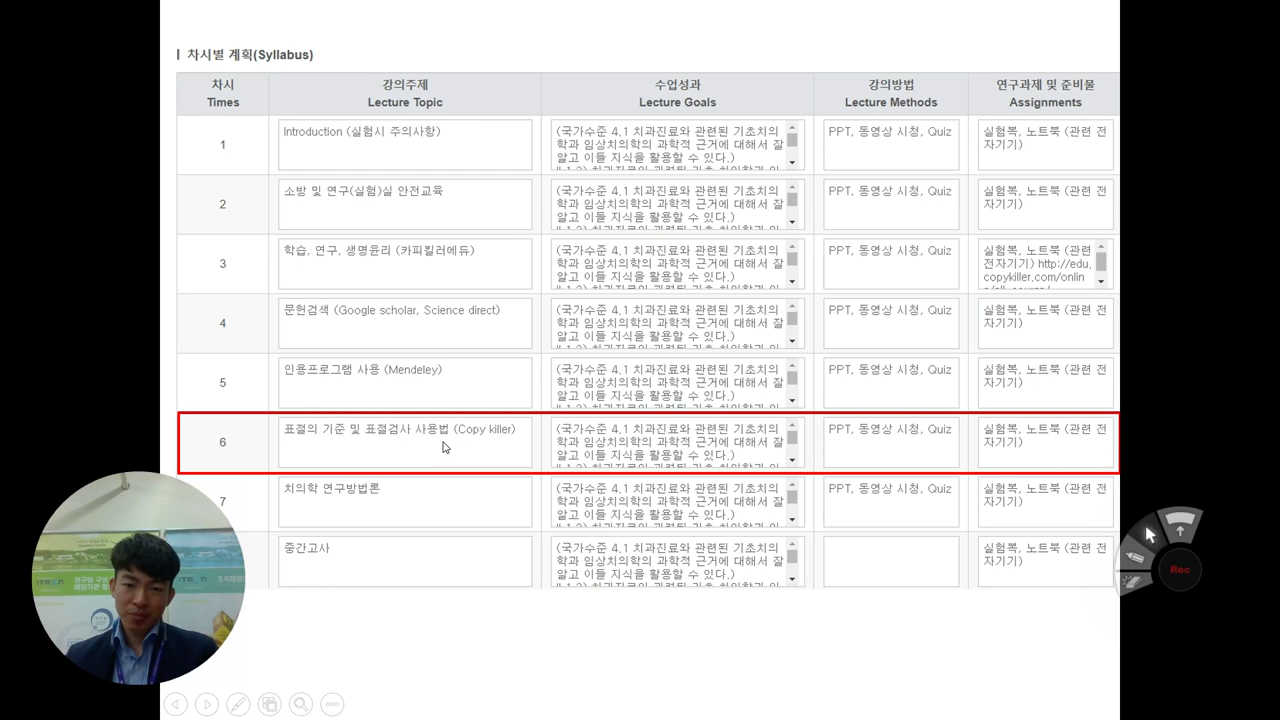 차시별 계획(Syllabus)
차시 강의주제 수업성과 강의방법 연구과제 및 준비물
Times Lecture Topic Lecture Goals Lecture Methods Assignments
1
Introduction (실험시 주의사항)
(국가수준 4.1 치과진료와 관련된 기초치의
학과 임상치의학의 과학적 근거에 대해서 잘
알고 이들 지식을 활용할 수 있다.)
PPT, 동영상 시청, Quiz
실험복, 노트북 (관련 전
자기기)
2
소방 및 연구(실험)실 안전교육
(국가수준 4.1 치과진료와 관련된 기초치의
학과 임상치의학의 과학적 근거에 대해서 잘
알고 이들 지식을 활용할 수 있다.)
PPT, 동영상 시청, Quiz
실험복, 노트북 (관련 전
자기기)
3
학습, 연구, 생명윤리 (카피킬러에듀)
(국가수준 4.1 치과진료와 관련된 기초치의
학과 임상치의학의 과학적 근거에 대해서 잘
알고 이들 지식을 활용할 수 있다.)
PPT, 동영상 시청, Quiz
실험복, 노트북 (관련
전자기기) http://edu.
copykiller.com/onlin
4
문헌검색 (Google scholar, Science direct)
(국가수준 4.1 치과진료와 관련된 기초치의
학과 임상치의학의 과학적 근거에 대해서 잘
알고 이들 지식을 활용할 수 있다.)
PPT, 동영상 시청, Quiz
실험복, 노트북 (관련 전
자기기)
5
인용프로그램 사용 (Mendeley)
(국가수준 4.1 치과진료와 관련된 기초치의
학과 임상치의학의 과학적 근거에 대해서 잘
알고 이들 지식을 활용할 수 있다.)
PPT, 동영상 시청, Quiz
실험복, 노트북 (관련 전
자기기)
6
표절의 기준 및 표절검사 사용법 (Copy killer)
(국가수준 4.1 치과진료와 관련된 기초치의
학과 임상치의학의 과학적 근거에 대해서 잘
알고 이들 지식을 활용할 수 있다.)
PPT, 동영상 시청, Quiz
실험복, 노트북 (관련 전
자기기)
7
치의학 연구방법론
(국가수준 4.1 치과진료와 관련된 기초치의
학과 임상치의학의 과학적 근거에 대해서 잘
알고 이들 지식을 활용할 수 있다.)
PPT, 동영상 시청, Quiz
실험복, 노트북 (관련 전
자기기)
중간고사
(국가수준 4.1 치과진료와 관련된 기초치의
학과 임상치의학의 과학적 근거에 대해서 잘
알고 이들 지식을 활용할 수 있다.)
실험복, 노트북 (관련 전
자기기)
Rec